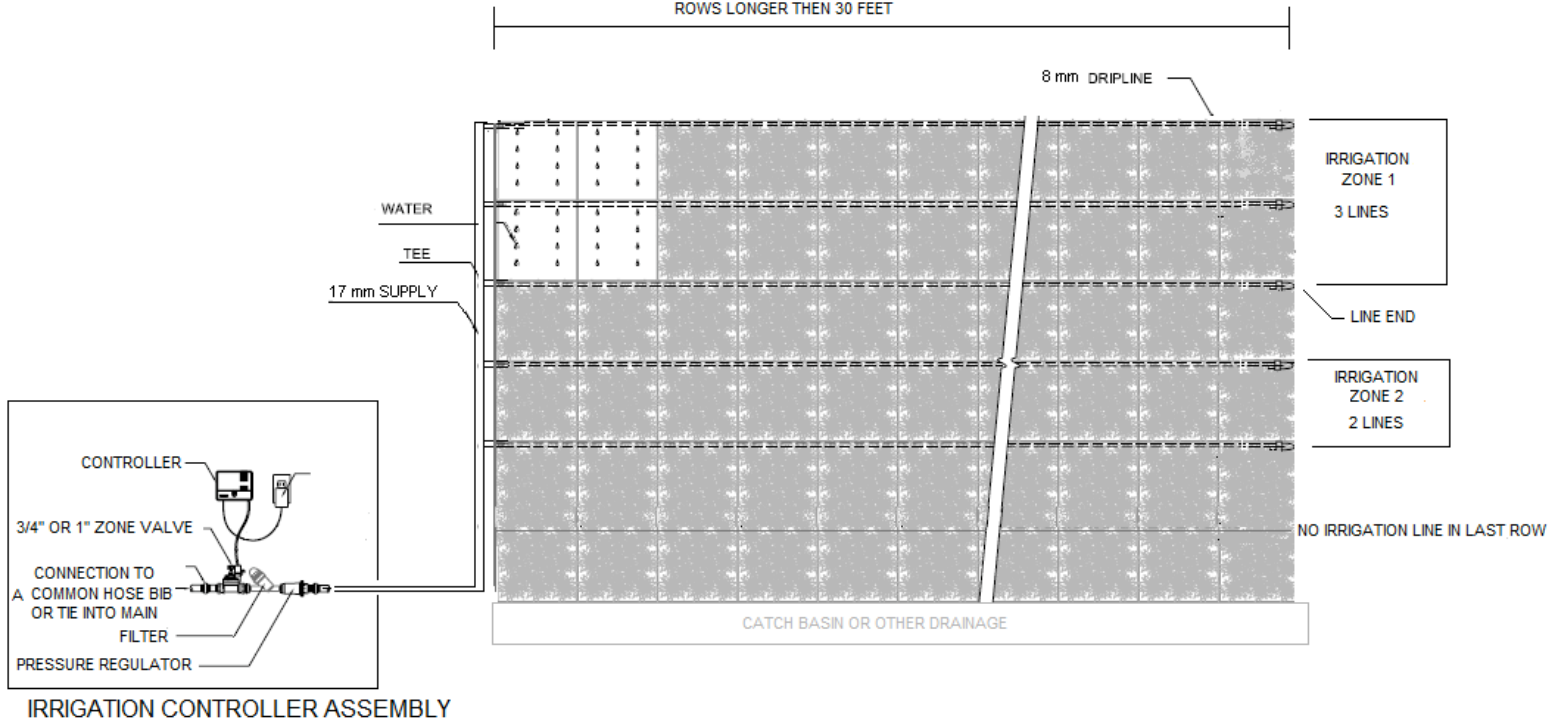 ROWS LONGER THEN 30 FEET
8 mm DRIPLINE
IRRIGATION
ZONE 1
3 LINES
WATER
TEE
17 mm SUPPLY
LINE END
IRRIGATION
ZONE 2
2 LINES
CONTROLLER
3/4" OR 1" ZONE VALVE
CONNECTION TO
A COMMON HOSE BIB
OR TIE INTO MAIN
FILTER
PRESSURE REGULATOR
NO IRRIGATION LINE IN LAST ROW
CATCH BASIN OR OTHER DRAINAGE
IRRIGATION CONTROLLER ASSEMBLY